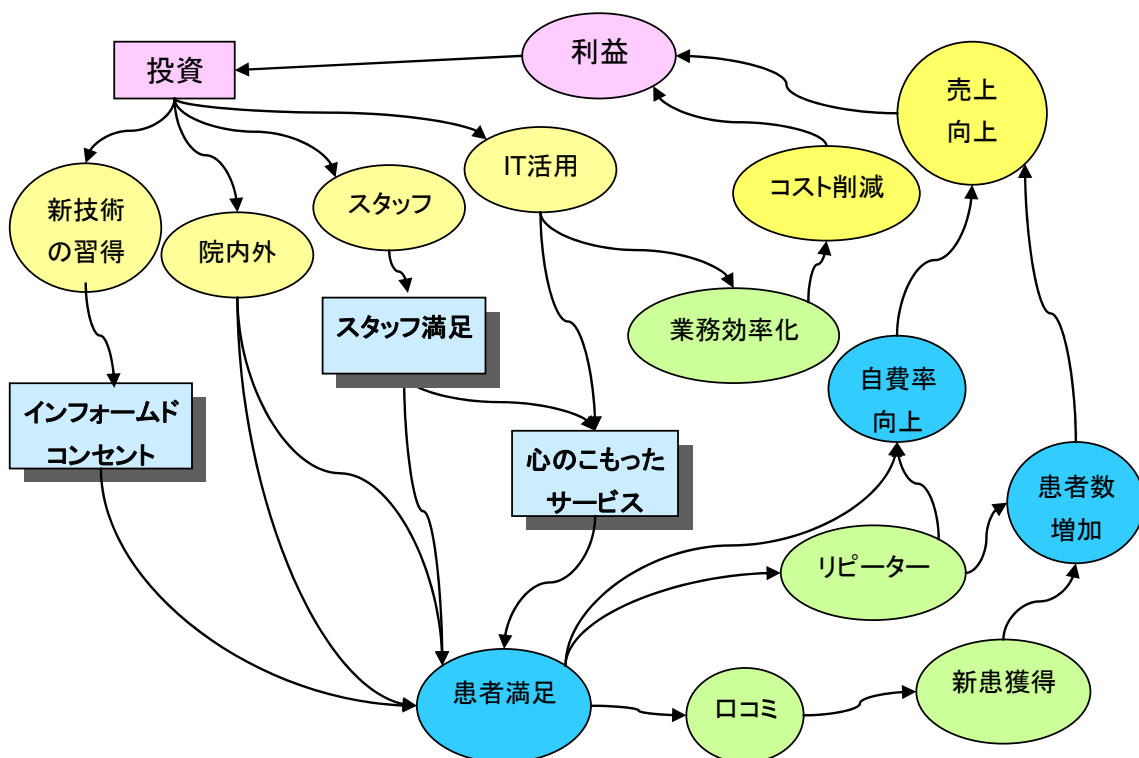 投資
利益
売上
向上
IT活用
コスト削減
スタッフ
新技術
の習得
院内外
スタッフ満足
業務効率化
自費率
向上
インフォームド
コンセント
心のこもった
サービス
患者数
増加
リピーター
患者満足
口コミ
新患獲得